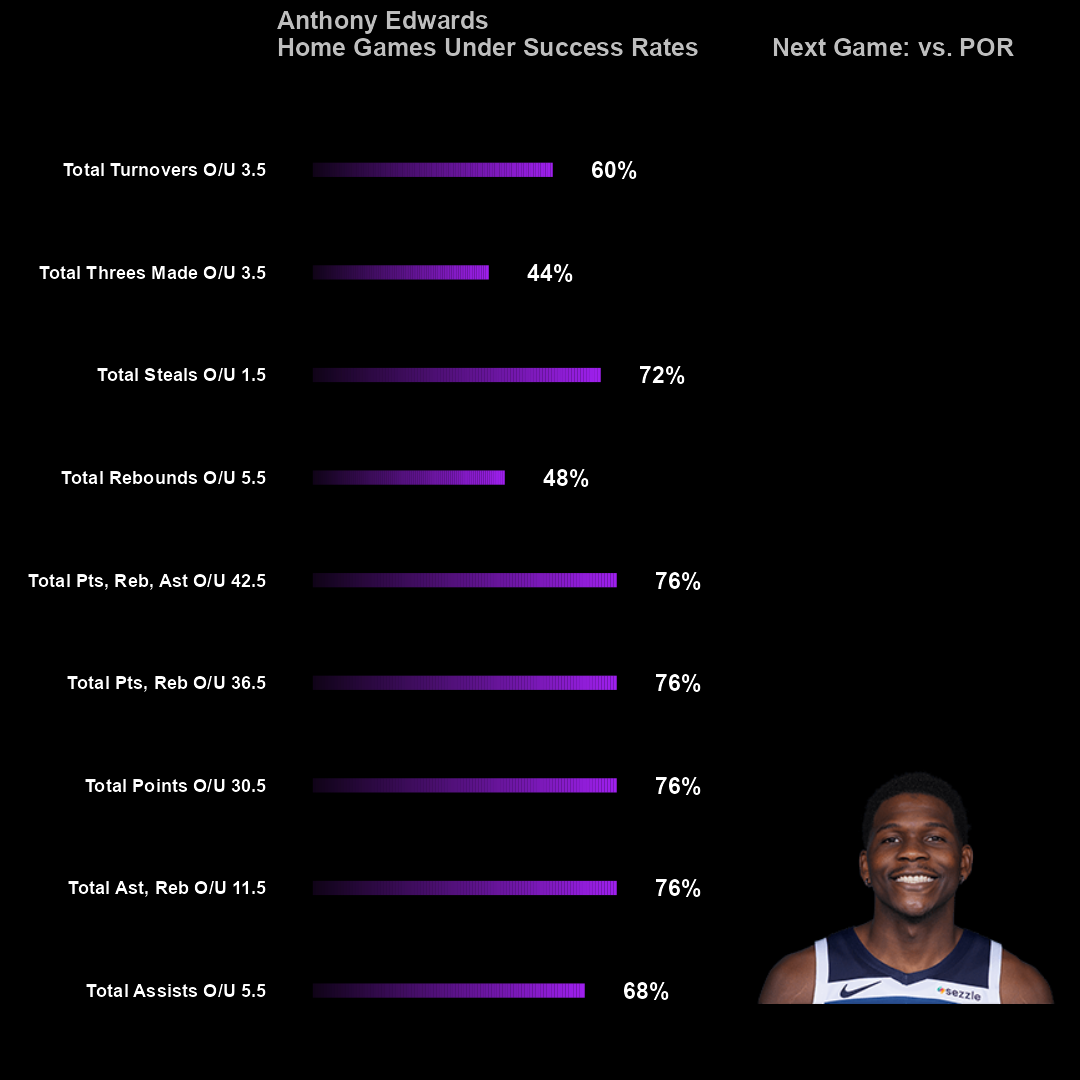 Anthony Edwards
Home Games Under Success Rates
Next Game: vs. POR
Total Turnovers O/U 3.5 60%
Total Threes Made O/U 3.5 44%
Total Steals O/U 1.5 72%
Total Rebounds O/U 5.5 48%
Total Pts, Reb, Ast O/U 42.5 76%
Total Pts, Reb O/U 36.5 76%
Total Points O/U 30.5 76%
Total Ast, Reb O/U 11.5 76%
Total Assists O/U 5.5 68%
sezzle